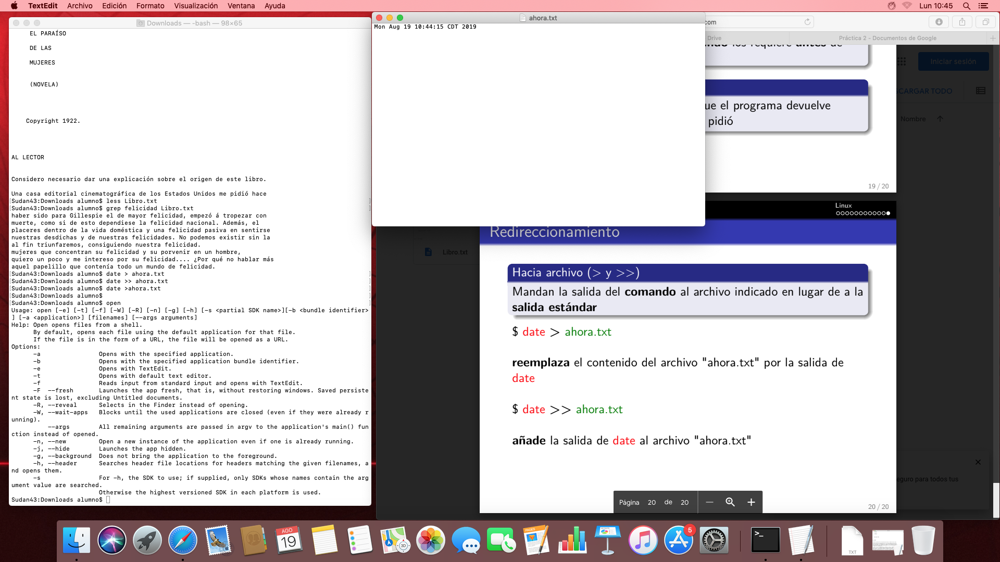 TextEdit Archivo Edición Formato Visualización Ventana Ayuda Lun 10:45
Downloads — -bash — 98×65
EL PARAÍSO
DE LAS
MUJERES
(NOVELA)
Copyright 1922.
AL LECTOR
Considero necesario dar una explicación sobre el origen de este libro.
Una casa editorial cinematográfica de los Estados Unidos me pidió hace
[Sudan43:Downloads alumno$ less Libro.txt ]
[Sudan43:Downloads alumno$ grep felicidad Libro.txt ]
haber sido para Gillespie el de mayor felicidad, empezó á tropezar con
muerte, como si de esto dependiese la felicidad nacional. Además, el
placeres dentro de la vida doméstica y una felicidad pasiva en sentirse
nuestras desdichas y de nuestras felicidades. No podemos existir sin la
al fin triunfaremos, consiguiendo nuestra felicidad.
mujeres que concentran su felicidad y su porvenir en un hombre,
quiero un poco y me intereso por su felicidad.... ¿Por qué no hablar más
aquel papelillo que contenía todo un mundo de felicidad.
[Sudan43:Downloads alumno$ date > ahora.txt ]
[Sudan43:Downloads alumno$ date >> ahora.txt ]
[Sudan43:Downloads alumno$ date >ahora.txt ]
[Sudan43:Downloads alumno$ ]
[Sudan43:Downloads alumno$ open ]
Usage: open [-e] [-t] [-f] [-W] [-R] [-n] [-g] [-h] [-s <partial SDK name>][-b <bundle identifier>
] [-a <application>] [filenames] [--args arguments]
Help: Open opens files from a shell.
By default, opens each file using the default application for that file.
If the file is in the form of a URL, the file will be opened as a URL.
Options:
-a Opens with the specified application.
-b Opens with the specified application bundle identifier.
-e Opens with TextEdit.
-t Opens with default text editor.
-f Reads input from standard input and opens with TextEdit.
-F --fresh Launches the app fresh, that is, without restoring windows. Saved persiste
nt state is lost, excluding Untitled documents.
-R, --reveal Selects in the Finder instead of opening.
-W, --wait-apps Blocks until the used applications are closed (even if they were already r
unning).
--args All remaining arguments are passed in argv to the application's main() fun
ction instead of opened.
-n, --new Open a new instance of the application even if one is already running.
-j, --hide Launches the app hidden.
-g, --background Does not bring the application to the foreground.
-h, --header Searches header file locations for headers matching the given filenames, a
nd opens them.
-s For -h, the SDK to use; if supplied, only SDKs whose names contain the arg
ument value are searched.
Otherwise the highest versioned SDK in each platform is used.
Sudan43:Downloads alumno$
ahora.txt
Mon Aug 19 10:44:15 CDT 2019
com
Drive
Práctica 2 - Documentos de Google
los requiere antes de
Iniciar sesión
SCARGAR TODO
ue el programa devuelve
pidió
Nombre
19 / 20
Linux
Redireccionamiento
Libro.txt
Hacia archivo (> y >>)
Mandan la salida del comando al archivo indicado en lugar de a la
salida estándar
$ date > ahora.txt
reemplaza el contenido del archivo "ahora.txt" por la salida de
date
$ date >> ahora.txt
añade la salida de date al archivo "ahora.txt"
eguro para todos tus
Página 20 de 20
20 / 20
AGO
19
3D
PAGES
5
>_
TXT